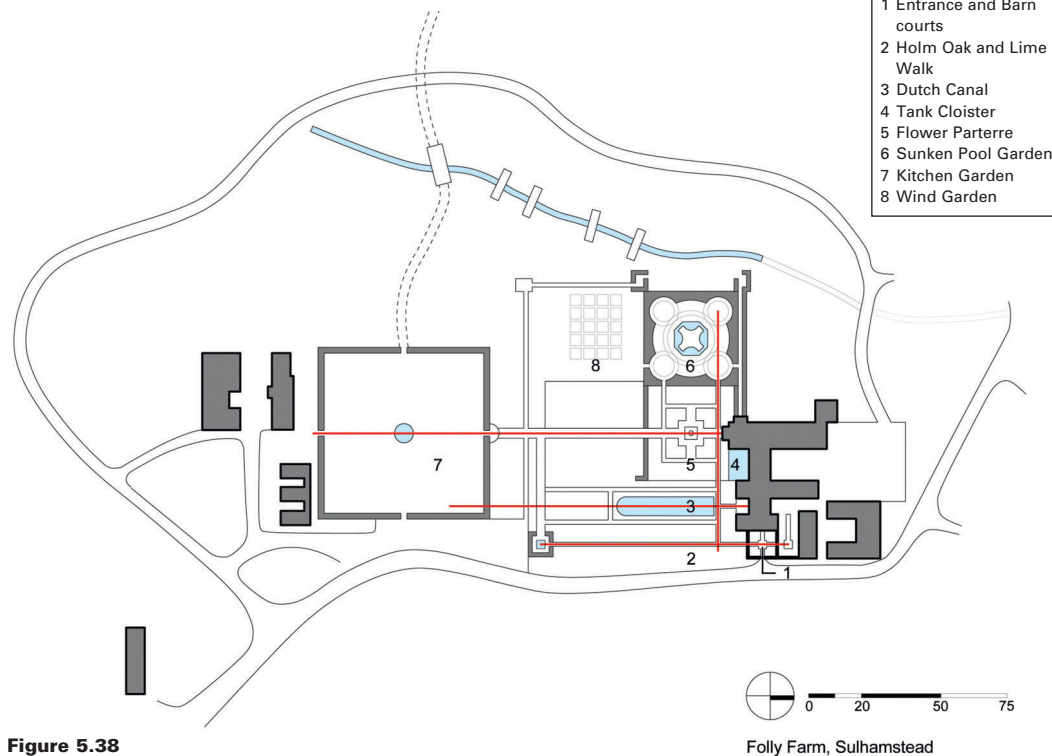 1 Entrance and Barn
courts
2 Holm Oak and Lime
Walk
3 Dutch Canal
4 Tank Cloister
5 Flower Parterre
6 Sunken Pool Garden
7 Kitchen Garden
8 Wind Garden
8
6
7
5
4
3
2
1
0 20 50 75
Figure 5.38
Folly Farm, Sulhamstead